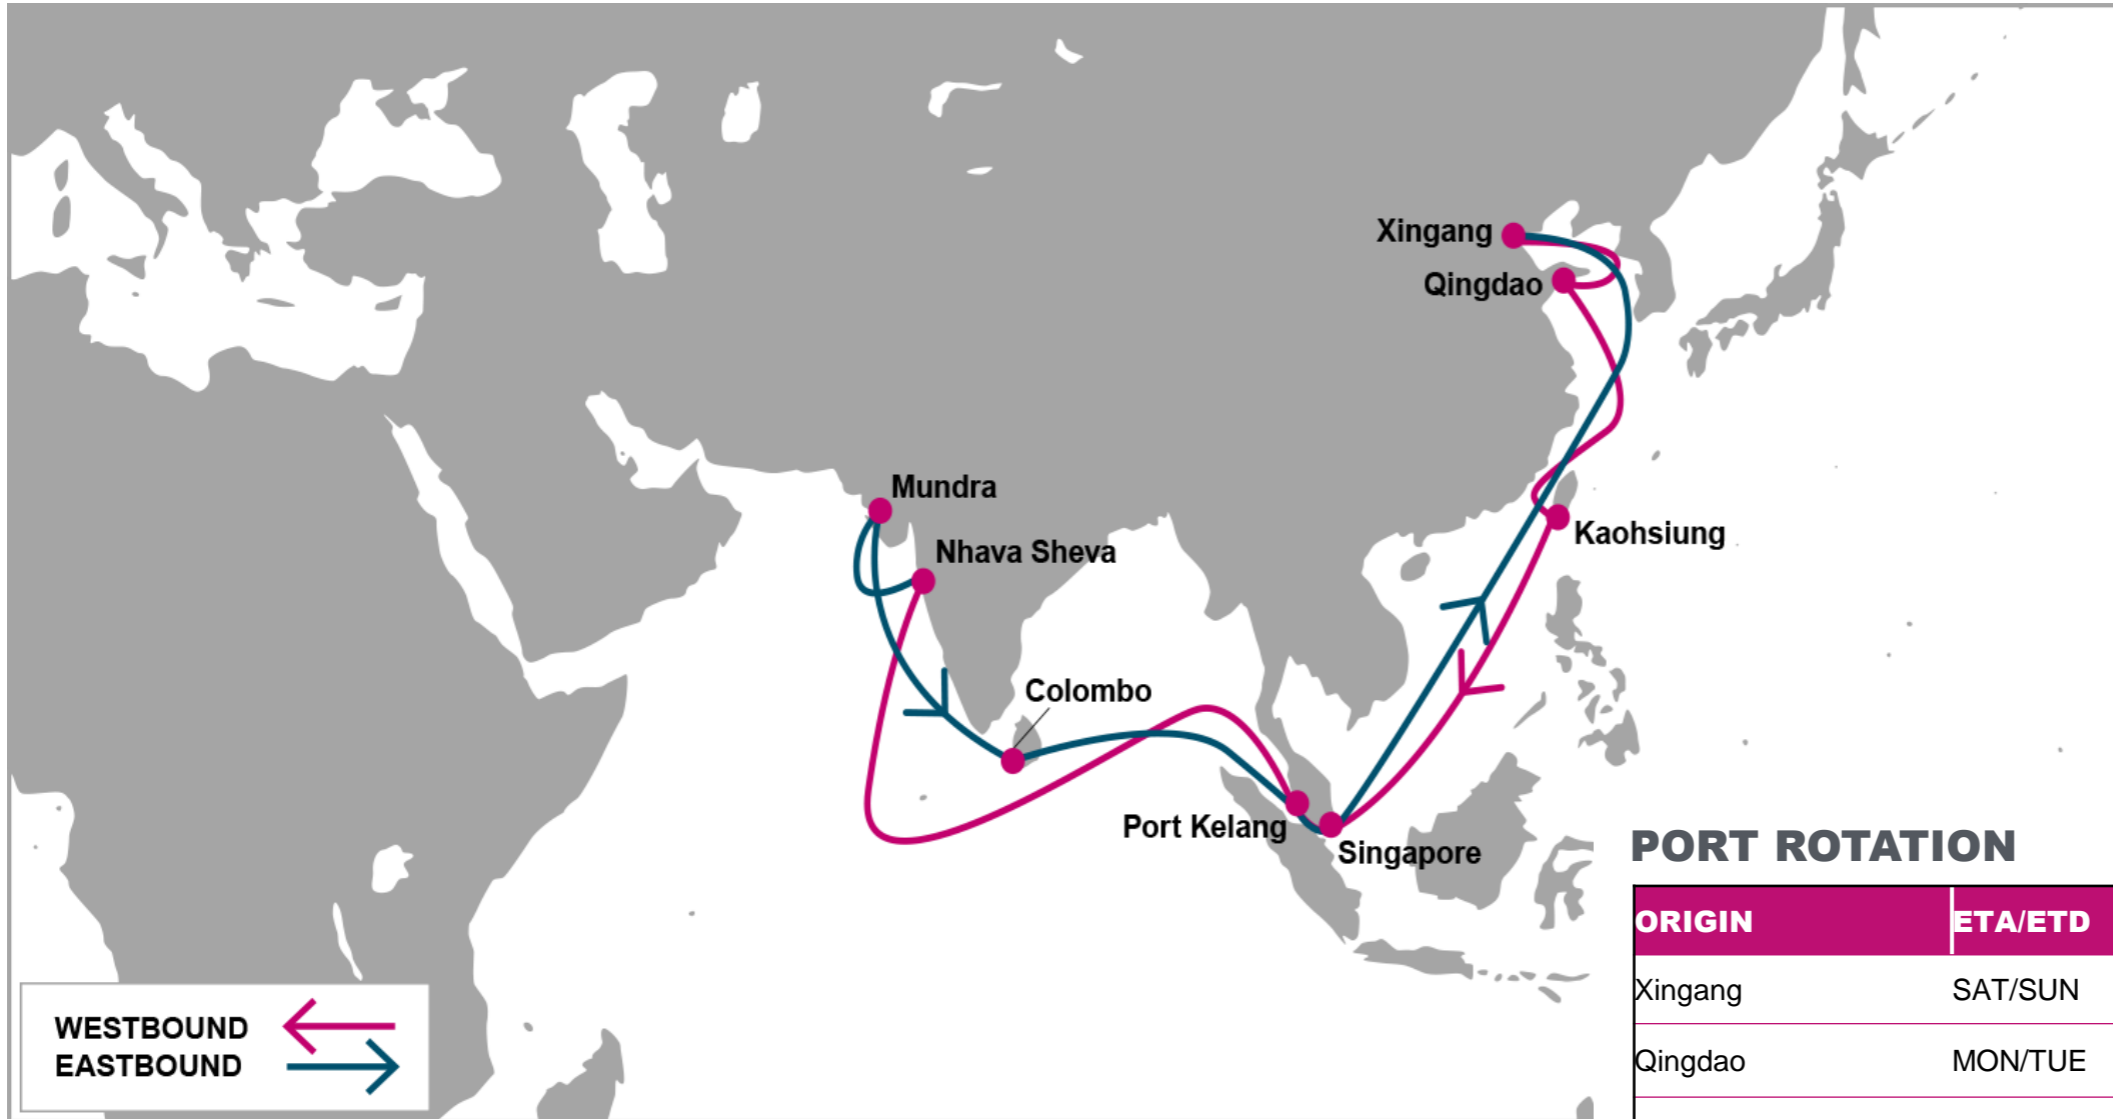 Xingang
Qingdao
Mundra
Nhava Sheva
Kaohsiung
Colombo
Port Kelang
Singapore
WESTBOUND
EASTBOUND
PORT ROTATION
ORIGIN ETA/ETD
Xingang SAT/SUN
Qingdao MON/TUE